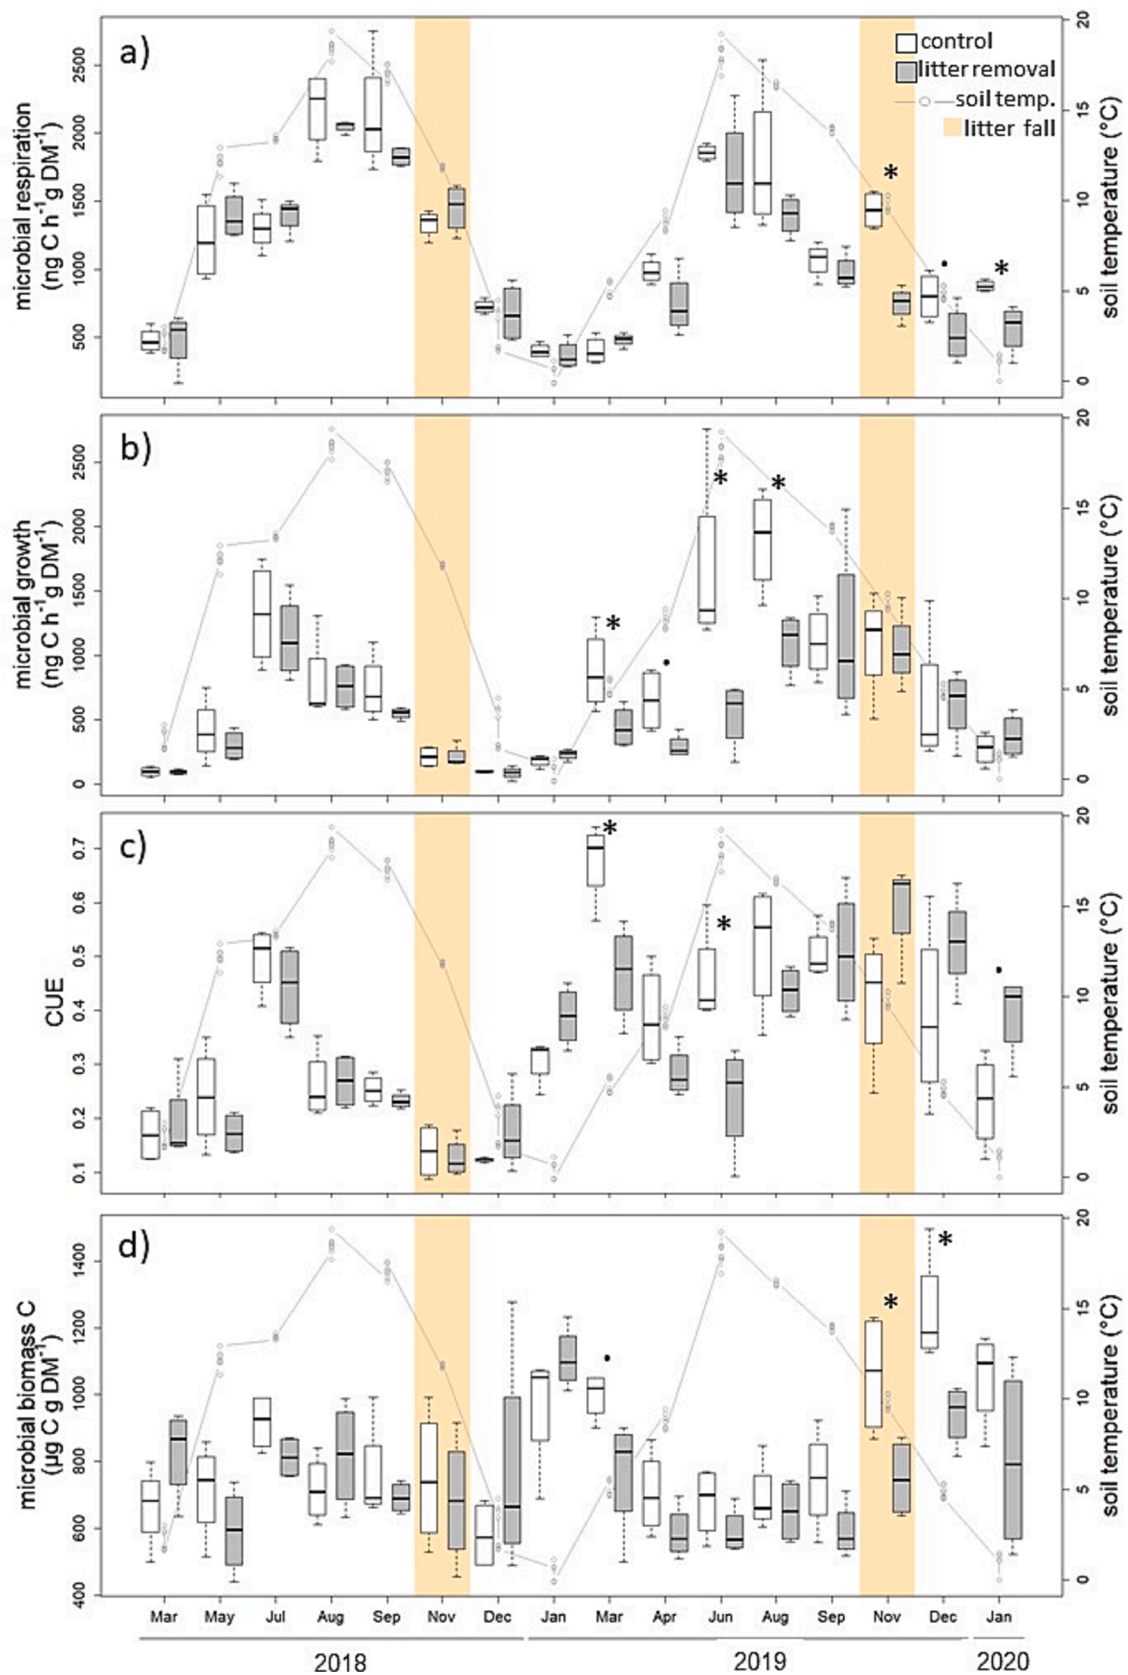 a)
control
litter removal
soil temp.
litter fall
microbial respiration
(ng C h⁻¹g DM⁻¹)
500 1000 1500 2000 2500
soil temperature (°C)
0 5 10 15 20
*
*
b)
microbial growth
(ng C h⁻¹g DM⁻¹)
0 500 1000 1500 2000 2500
soil temperature (°C)
0 5 10 15 20
*
*
*
c)
CUE
0.1 0.2 0.3 0.4 0.5 0.6 0.7
soil temperature (°C)
0 5 10 15 20
*
*
d)
microbial biomass C
(µg C g DM⁻¹)
400 600 800 1000 1200 1400
soil temperature (°C)
0 5 10 15 20
*
*
Mar May Jul Aug Sep Nov Dec Jan Mar Apr Jun Aug Sep Nov Dec Jan
2018 2019 2020